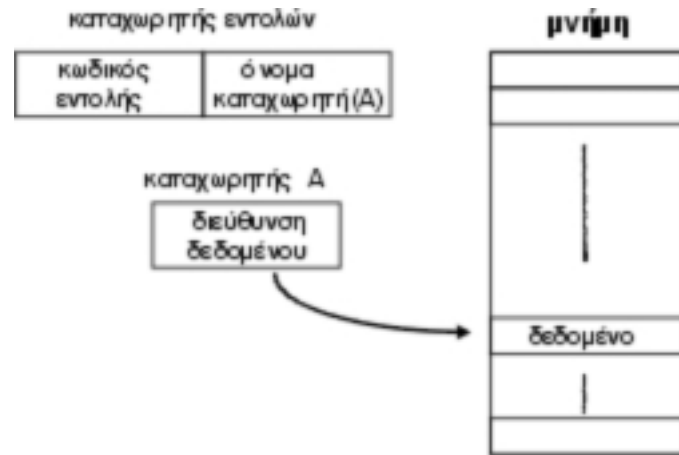 καταχωρητής εντολών
μνήμη
κωδικός εντολής
όνομα καταχωρητή(Α)
καταχωρητής Α
διεύθυνση
δεδομένου
δεδομένο